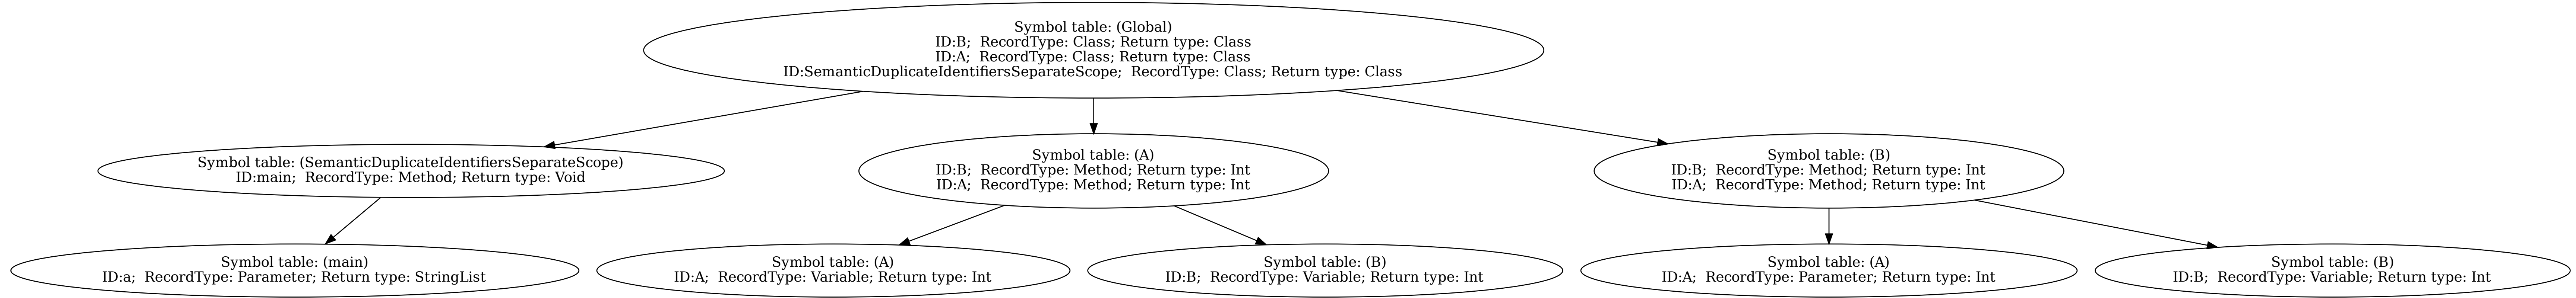 Symbol table: (Global)
ID:B;  RecordType: Class; Return type: Class
ID:A;  RecordType: Class; Return type: Class
ID:SemanticDuplicateIdentifiersSeparateScope;  RecordType: Class; Return type: Class
Symbol table: (SemanticDuplicateIdentifiersSeparateScope)
ID:main;  RecordType: Method; Return type: Void
Symbol table: (A)
ID:B;  RecordType: Method; Return type: Int
ID:A;  RecordType: Method; Return type: Int
Symbol table: (B)
ID:B;  RecordType: Method; Return type: Int
ID:A;  RecordType: Method; Return type: Int
Symbol table: (main)
ID:a;  RecordType: Parameter; Return type: StringList
Symbol table: (A)
ID:A;  RecordType: Variable; Return type: Int
Symbol table: (B)
ID:B;  RecordType: Variable; Return type: Int
Symbol table: (A)
ID:A;  RecordType: Parameter; Return type: Int
Symbol table: (B)
ID:B;  RecordType: Variable; Return type: Int